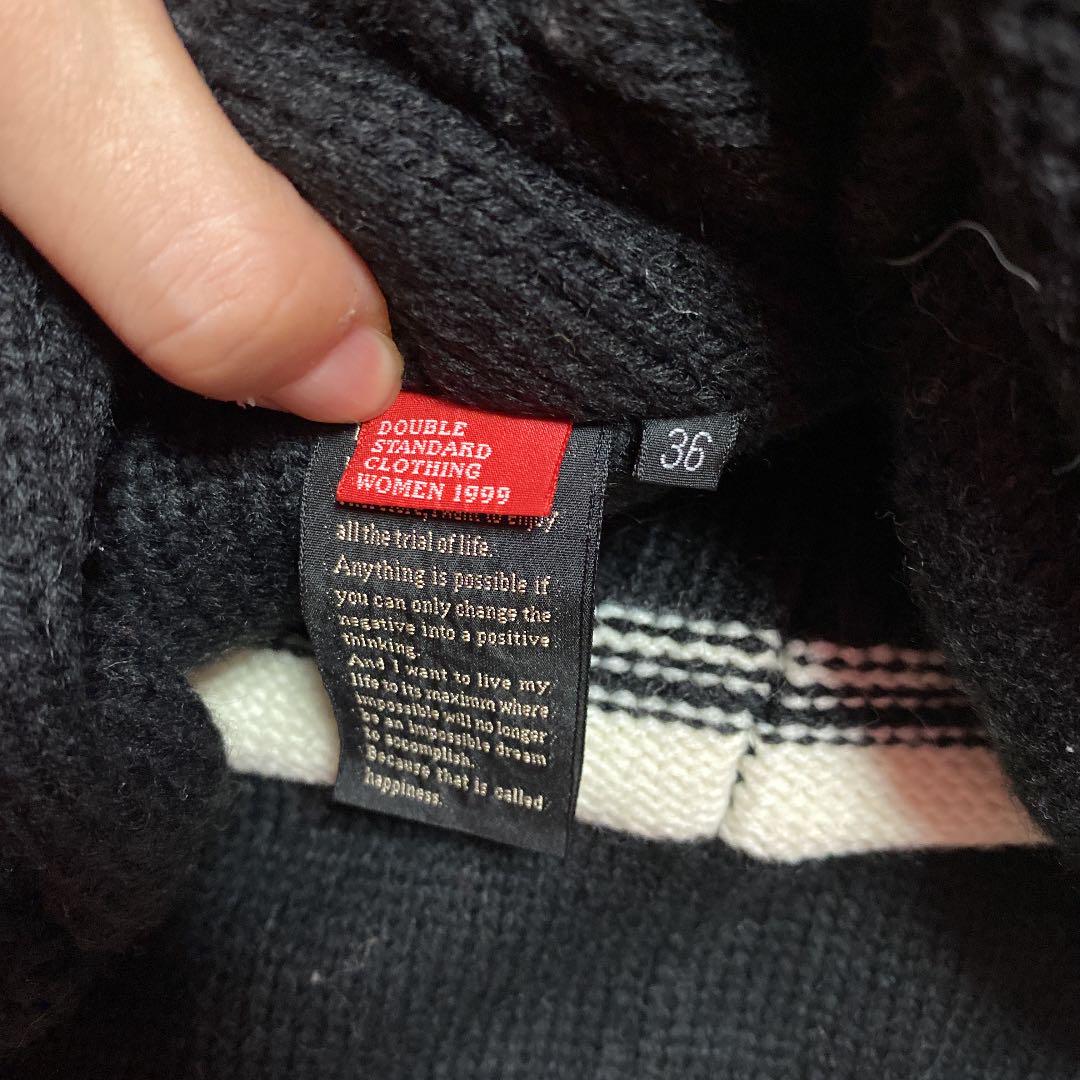 DOUBLE
STANDARD
CLOTHING
WOMEN 1999
36
all the trial of life.
Anything is possible if
you can only change the
negative into a positive
thinking.
And I want to live my
life to its maximum where
impossible will no longer
be an impossible dream
to accomplish.
Because that is called
happiness.